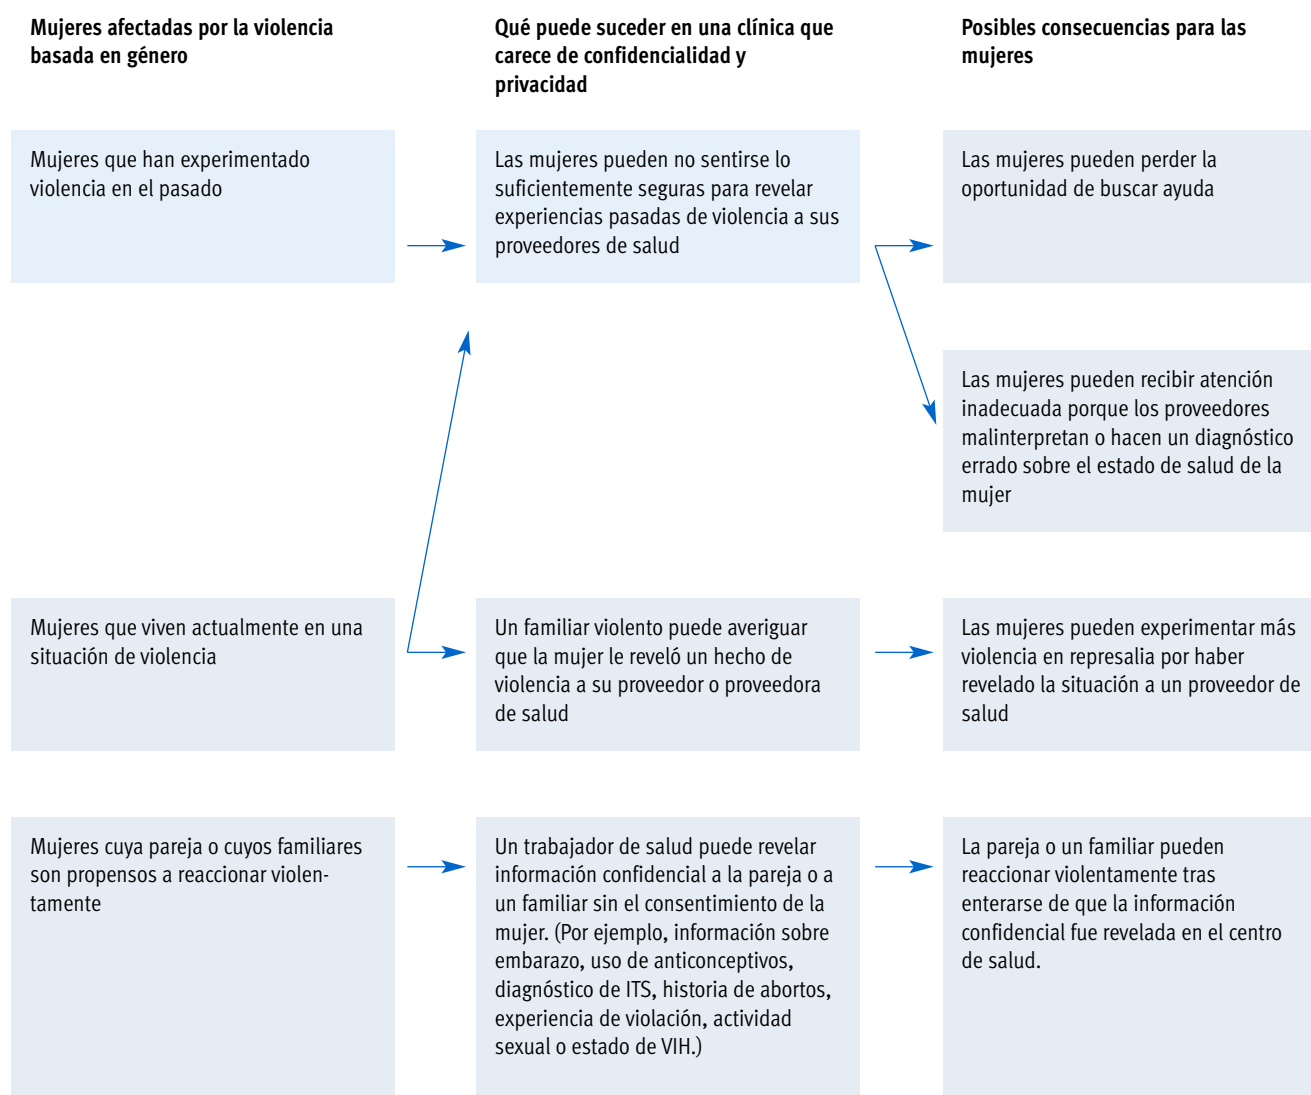 Mujeres afectadas por la violencia
basada en género
Qué puede suceder en una clínica que
carece de confidencialidad y
privacidad
Posibles consecuencias para las
mujeres
Mujeres que han experimentado
violencia en el pasado
Las mujeres pueden no sentirse lo
suficientemente seguras para revelar
experiencias pasadas de violencia a sus
proveedores de salud
Las mujeres pueden perder la
oportunidad de buscar ayuda
Las mujeres pueden recibir atención
inadecuada porque los proveedores
malinterpretan o hacen un diagnóstico
errado sobre el estado de salud de la
mujer
Mujeres que viven actualmente en una
situación de violencia
Un familiar violento puede averiguar
que la mujer le reveló un hecho de
violencia a su proveedor o proveedora
de salud
Las mujeres pueden experimentar más
violencia en represalia por haber
revelado la situación a un proveedor de
salud
Mujeres cuya pareja o cuyos familiares
son propensos a reaccionar violen-
tamente
Un trabajador de salud puede revelar
información confidencial a la pareja o a
un familiar sin el consentimiento de la
mujer. (Por ejemplo, información sobre
embarazo, uso de anticonceptivos,
diagnóstico de ITS, historia de abortos,
experiencia de violación, actividad
sexual o estado de VIH.)
La pareja o un familiar pueden
reaccionar violentamente tras
enterarse de que la información
confidencial fue revelada en el centro
de salud.